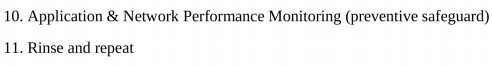 10. Application & Network Performance Monitoring (preventive safeguard)
11. Rinse and repeat